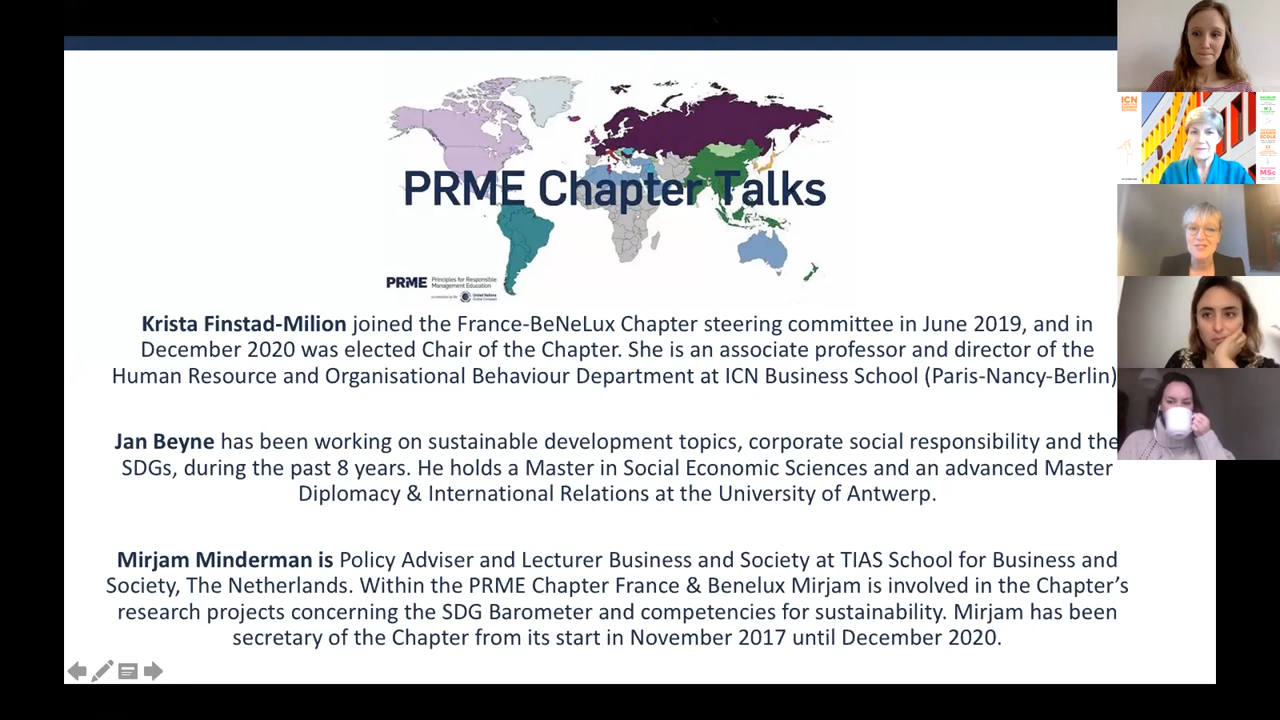 PRME Chapter Talks
PRME Principles for Responsible
Management Education
United Nations
Global Compact
Krista Finstad-Milion joined the France-BeNeLux Chapter steering committee in June 2019, and in
December 2020 was elected Chair of the Chapter. She is an associate professor and director of the
Human Resource and Organisational Behaviour Department at ICN Business School (Paris-Nancy-Berlin)
Jan Beyne has been working on sustainable development topics, corporate social responsibility and the
SDGs, during the past 8 years. He holds a Master in Social Economic Sciences and an advanced Master
Diplomacy & International Relations at the University of Antwerp.
Mirjam Minderman is Policy Adviser and Lecturer Business and Society at TIAS School for Business and
Society, The Netherlands. Within the PRME Chapter France & Benelux Mirjam is involved in the Chapter’s
research projects concerning the SDG Barometer and competencies for sustainability. Mirjam has been
secretary of the Chapter from its start in November 2017 until December 2020.
ICN
MSc